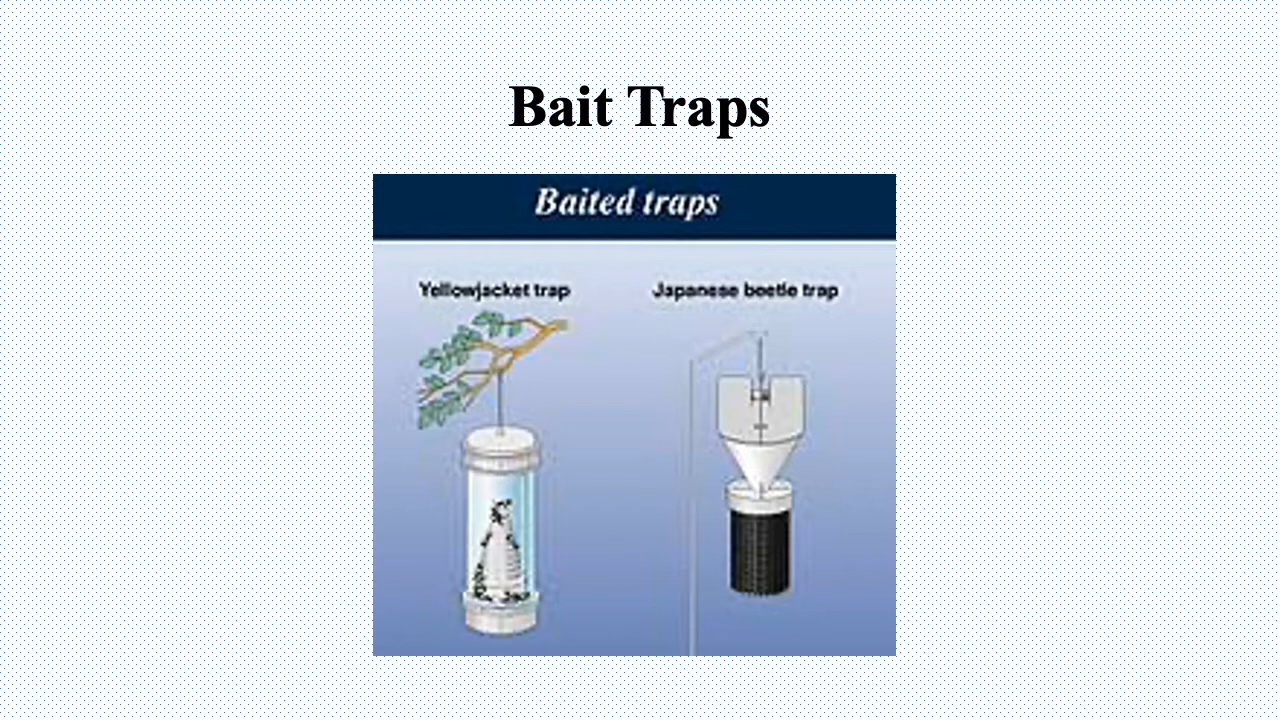 Bait Traps
Baited traps
Yellowjacket trap
Japanese beetle trap